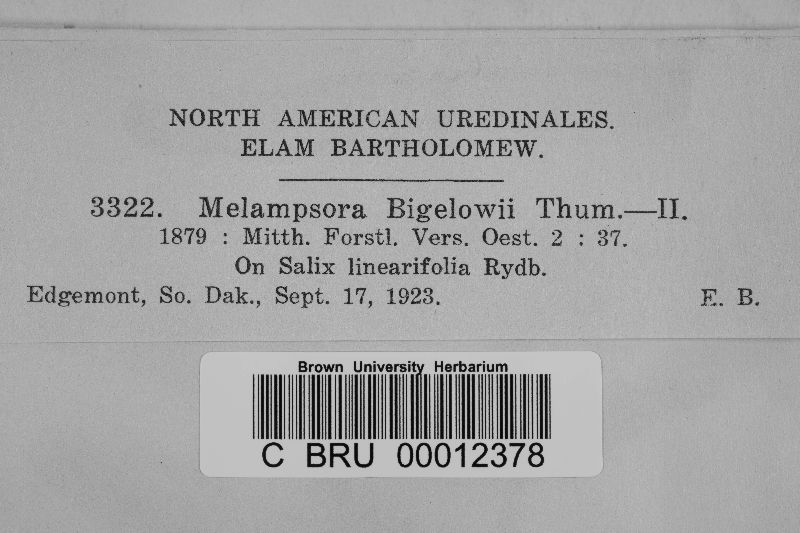 NORTH AMERICAN UREDINALES.
ELAM BARTHOLOMEW.
3322. Melampsora Bigelowii Thum.—II.
1879 : Mitth. Forstl. Vers. Oest. 2 : 37.
On Salix linearifolia Rydb.
Edgemont, So. Dak., Sept. 17, 1923. E. B.
Brown University Herbarium
C BRU 00012378